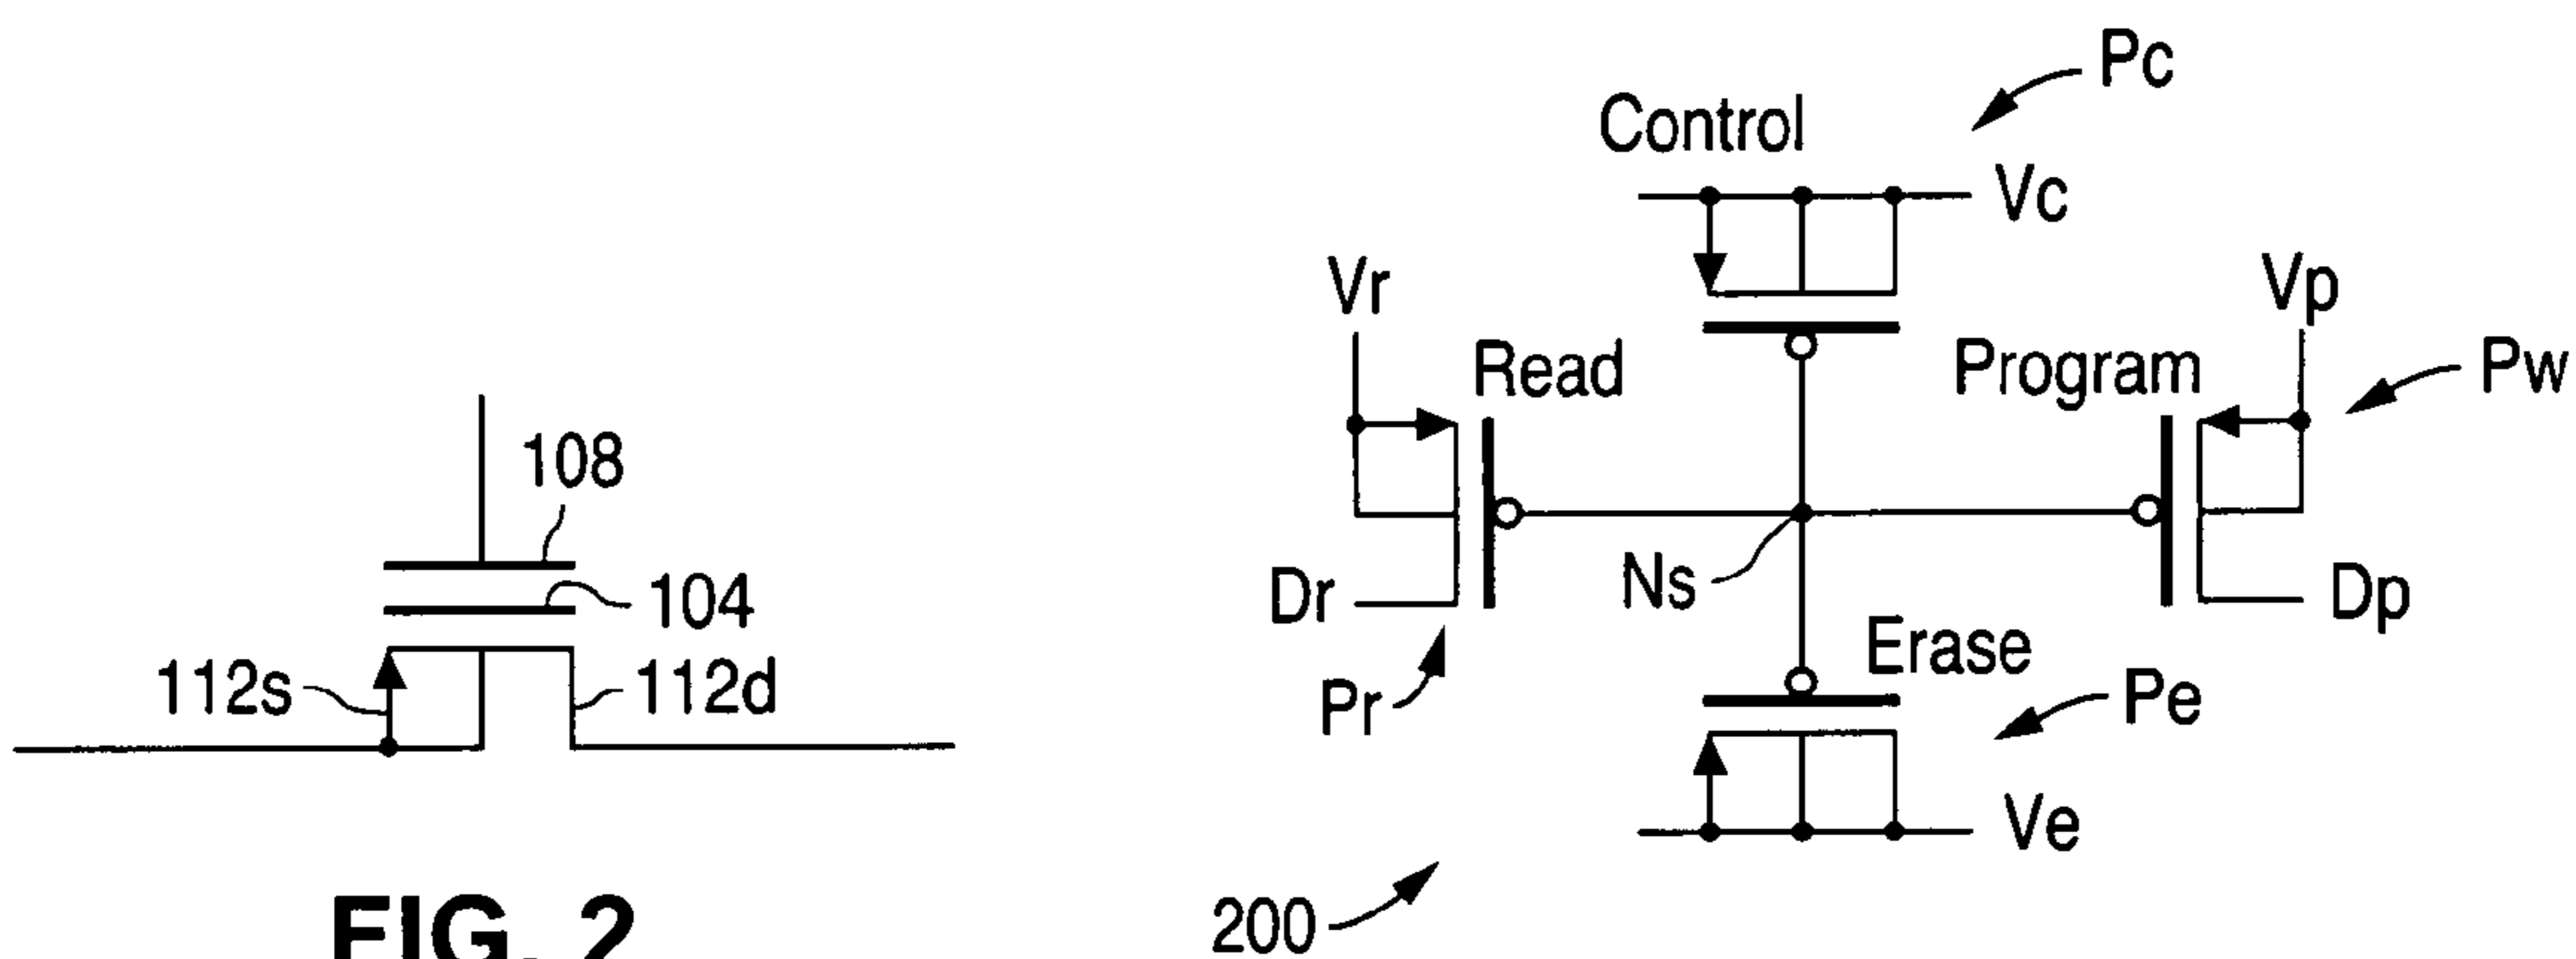 108
104
112s
112d
FIG. 2
Pc
Control
Vc
Vr
Vp
Read
Program
Pw
Dr
Ns
Dp
Erase
Pr
Pe
Ve
200